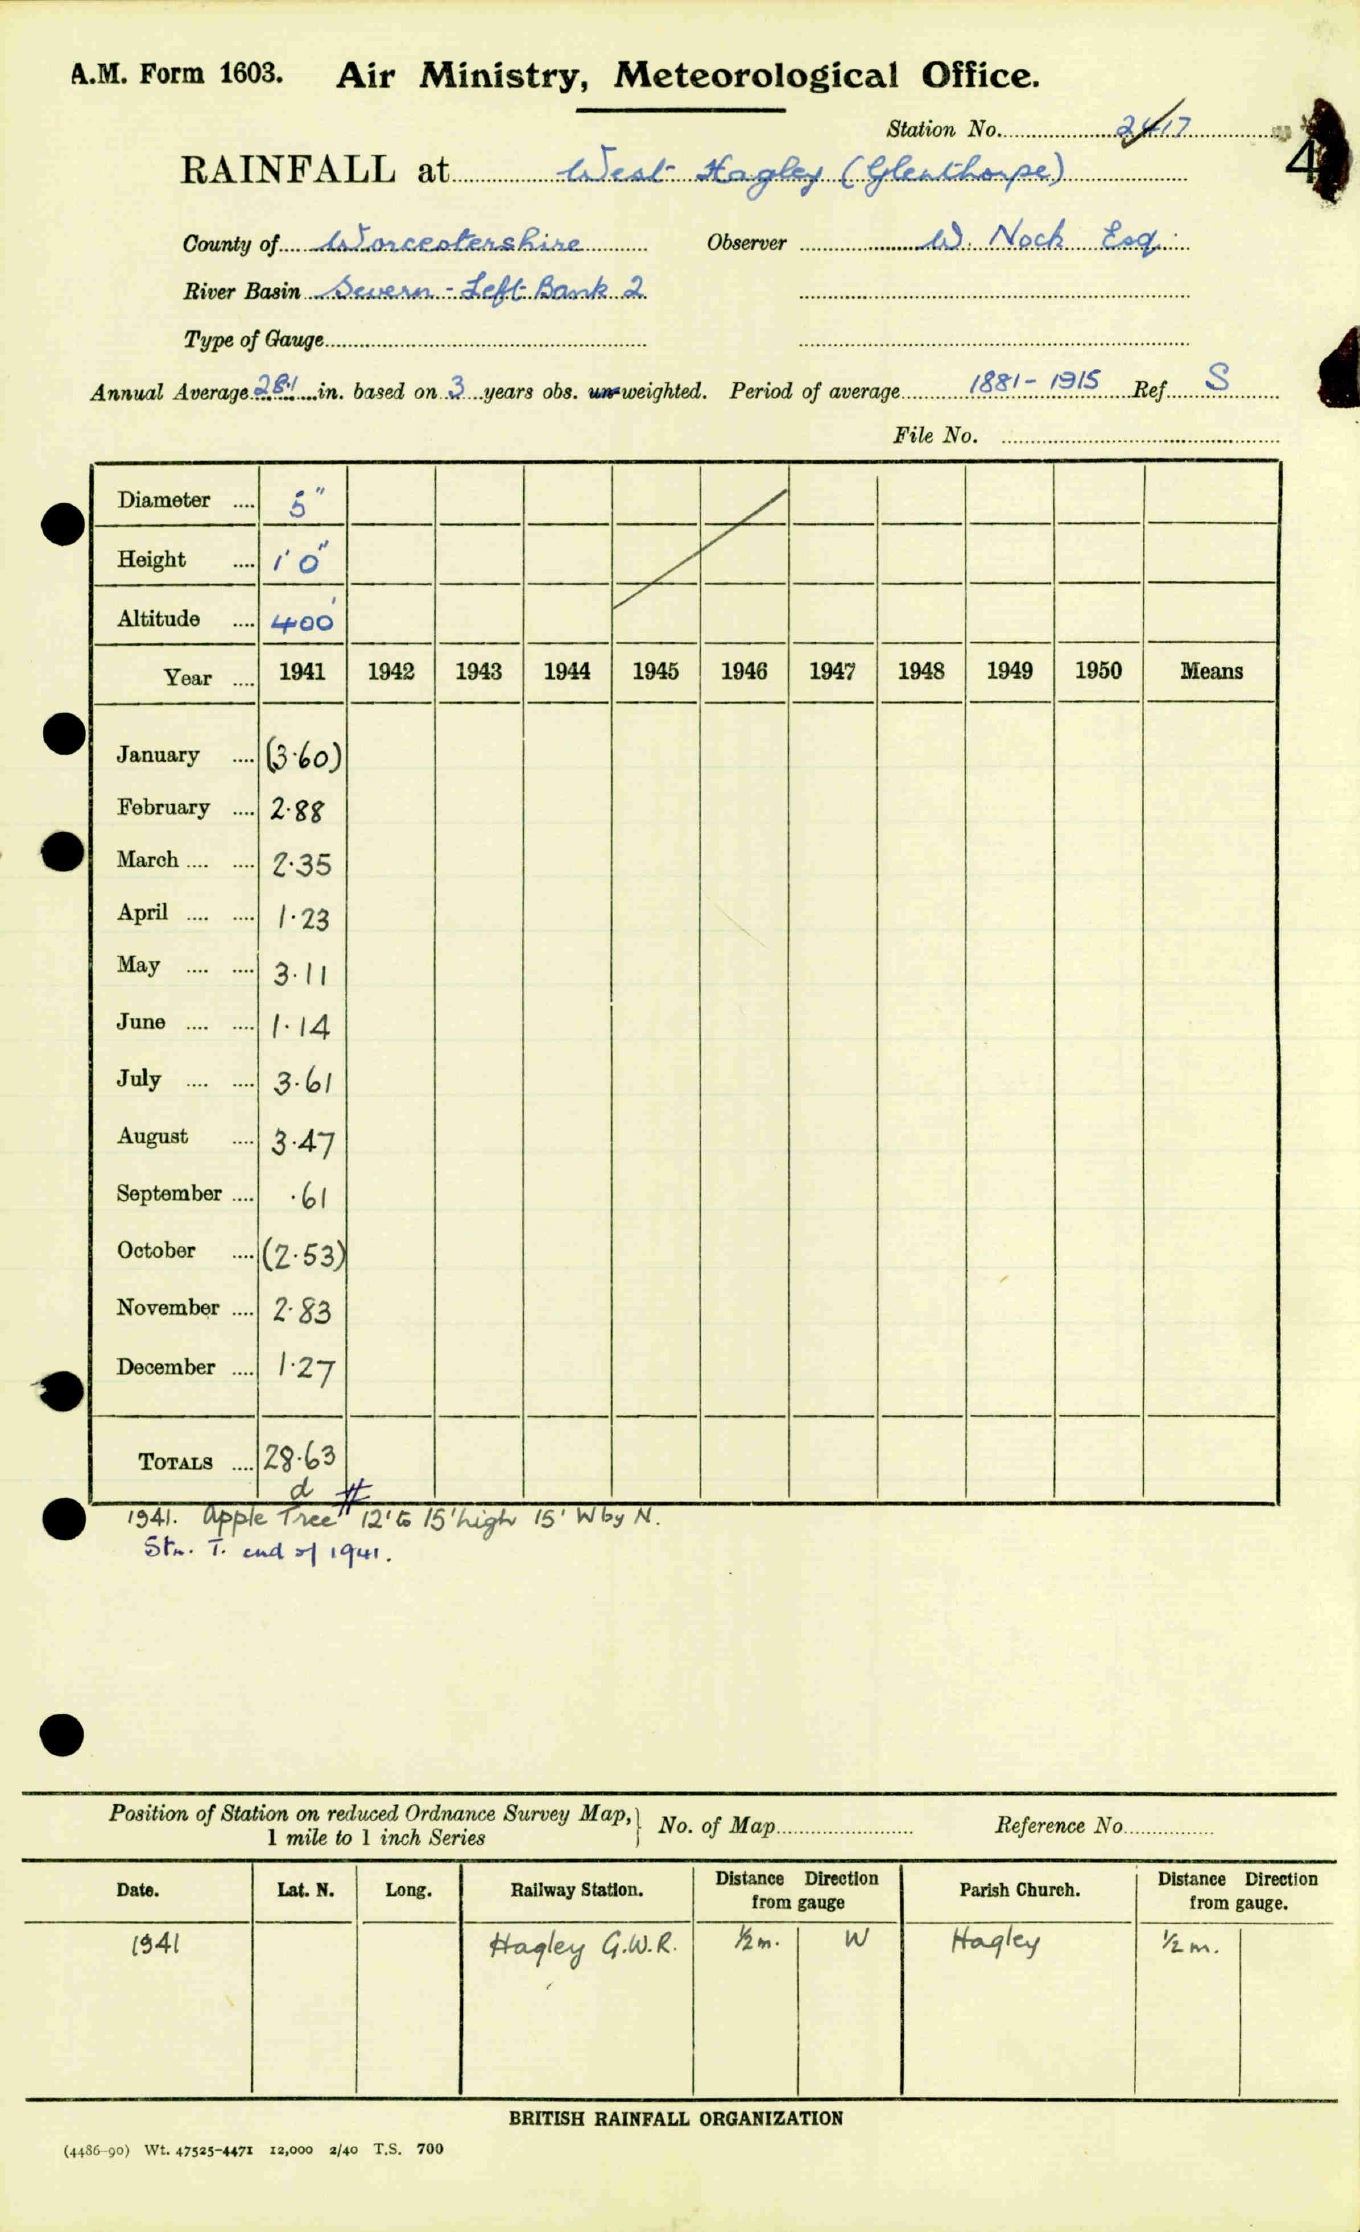 A.M. Form 1603. Air Ministry, Meteorological Office.
Station No. 2417
4
RAINFALL at West Hagley (Glenthorpe)
County of Worcestershire Observer W. Nock Esq.
River Basin Severn - Left Bank 2
Type of Gauge
Annual Average 28.1 in. based on 3 years obs. un-weighted. Period of average 1881-1915 Ref. S
File No.
Diameter .... 5"
Height .... 1' 0"
Altitude .... 400'
Year .... 1941 1942 1943 1944 1945 1946 1947 1948 1949 1950 Means
January .... (3.60)
February .... 2.88
March .... .... 2.35
April .... .... 1.23
May .... .... 3.11
June .... .... 1.14
July .... .... 3.61
August .... 3.47
September .... .61
October .... (2.53)
November .... 2.83
December .... 1.27
TOTALS .... 28.63
d #
1941. Apple Tree 12' to 15' high 15' W by N.
Stn. T. end of 1941.
Position of Station on reduced Ordnance Survey Map, } No. of Map Reference No.
1 mile to 1 inch Series
Date. Lat. N. Long. Railway Station. Distance Direction from gauge Parish Church. Distance Direction from gauge.
1941 Hagley G.W.R. ½ m. W Hagley ½ m.
BRITISH RAINFALL ORGANIZATION
(4486-90) Wt. 47525-4471 12,000 2/40 T.S. 700